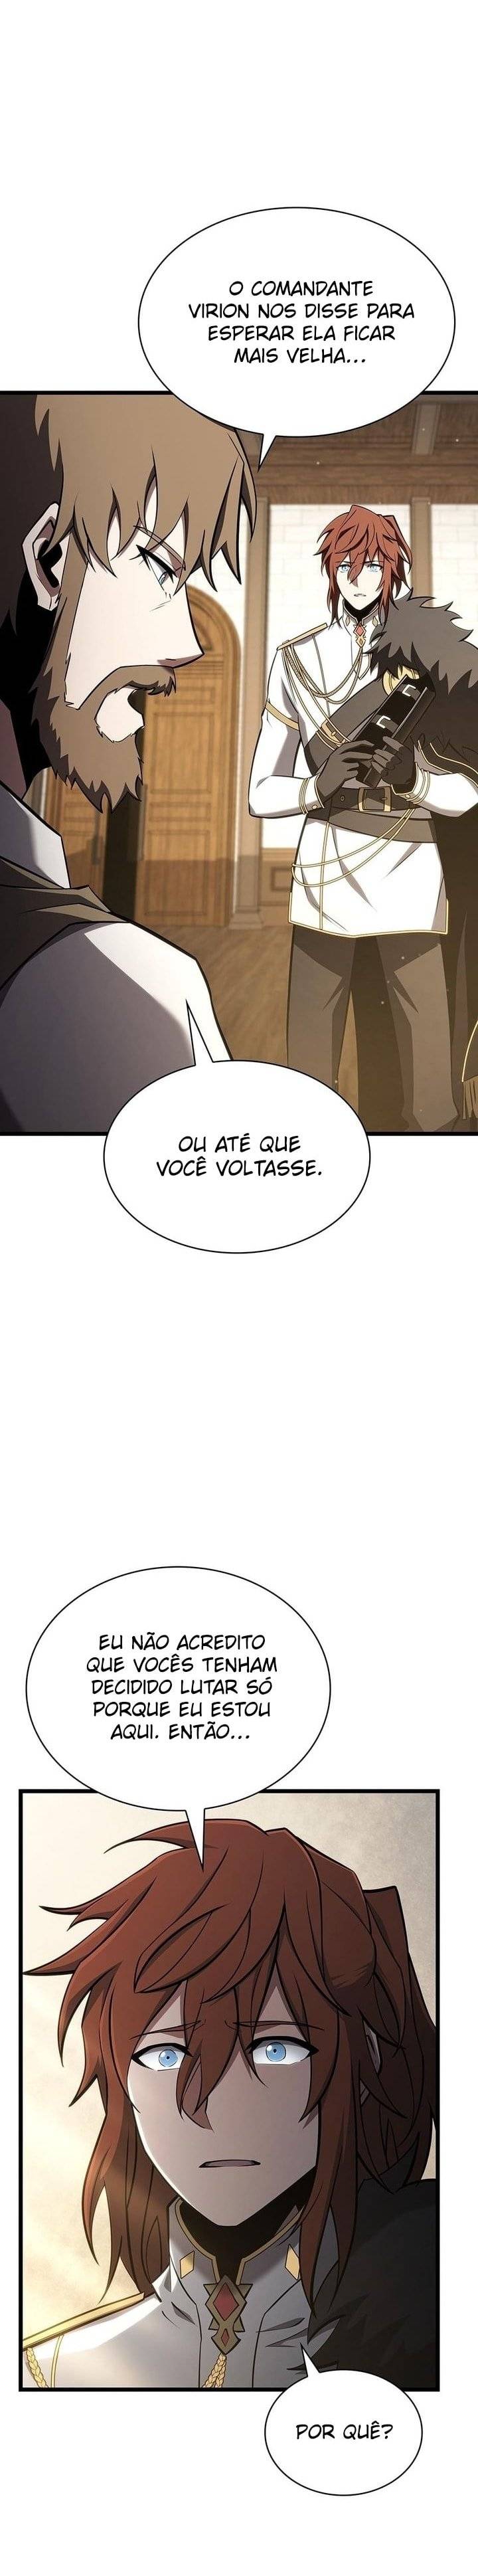 O COMANDANTE
VIRION NOS DISSE PARA
ESPERAR ELA FICAR
MAIS VELHA...
OU ATÉ QUE
VOCÊ VOLTASSE.
EU NÃO ACREDITO
QUE VOCÊS TENHAM
DECIDIDO LUTAR SÓ
PORQUE EU ESTOU
AQUI. ENTÃO...
POR QUÊ?